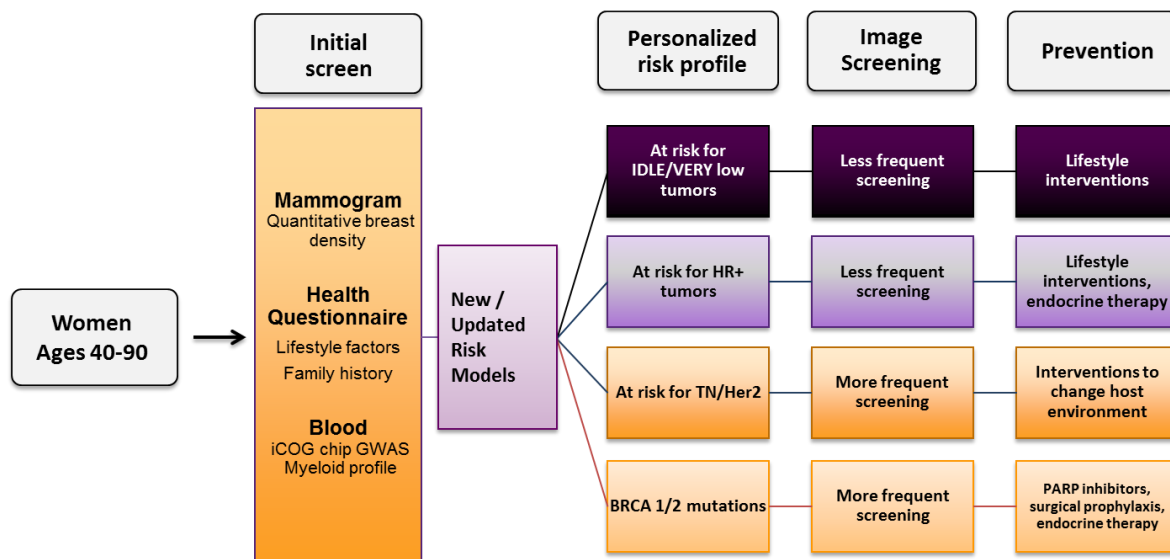 Initial
screen
Personalized
risk profile
Image
Screening
Prevention
Women
Ages 40-90
Mammogram
Quantitative breast
density
Health
Questionnaire
Lifestyle factors
Family history
Blood
iCOG chip GWAS
Myeloid profile
New /
Updated
Risk
Models
At risk for
IDLE/VERY low
tumors
Less frequent
screening
Lifestyle
interventions
At risk for HR+
tumors
Less frequent
screening
Lifestyle
interventions,
endocrine therapy
At risk for TN/Her2
More frequent
screening
Interventions to
change host
environment
BRCA 1/2 mutations
More frequent
screening
PARP inhibitors,
surgical prophylaxis,
endocrine therapy